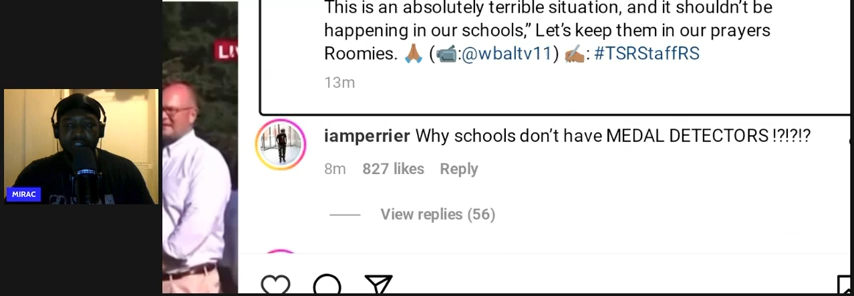 This is an absolutely terrible situation, and it shouldn't be
happening in our schools,” Let's keep them in our prayers
Roomies. 🙏🏽 (📹:@wbaltv11) ✍🏽: #TSRStaffRS
13m
LIV
iamperrier Why schools don't have MEDAL DETECTORS !?!?!?
8m 827 likes Reply
View replies (56)
MIRAC